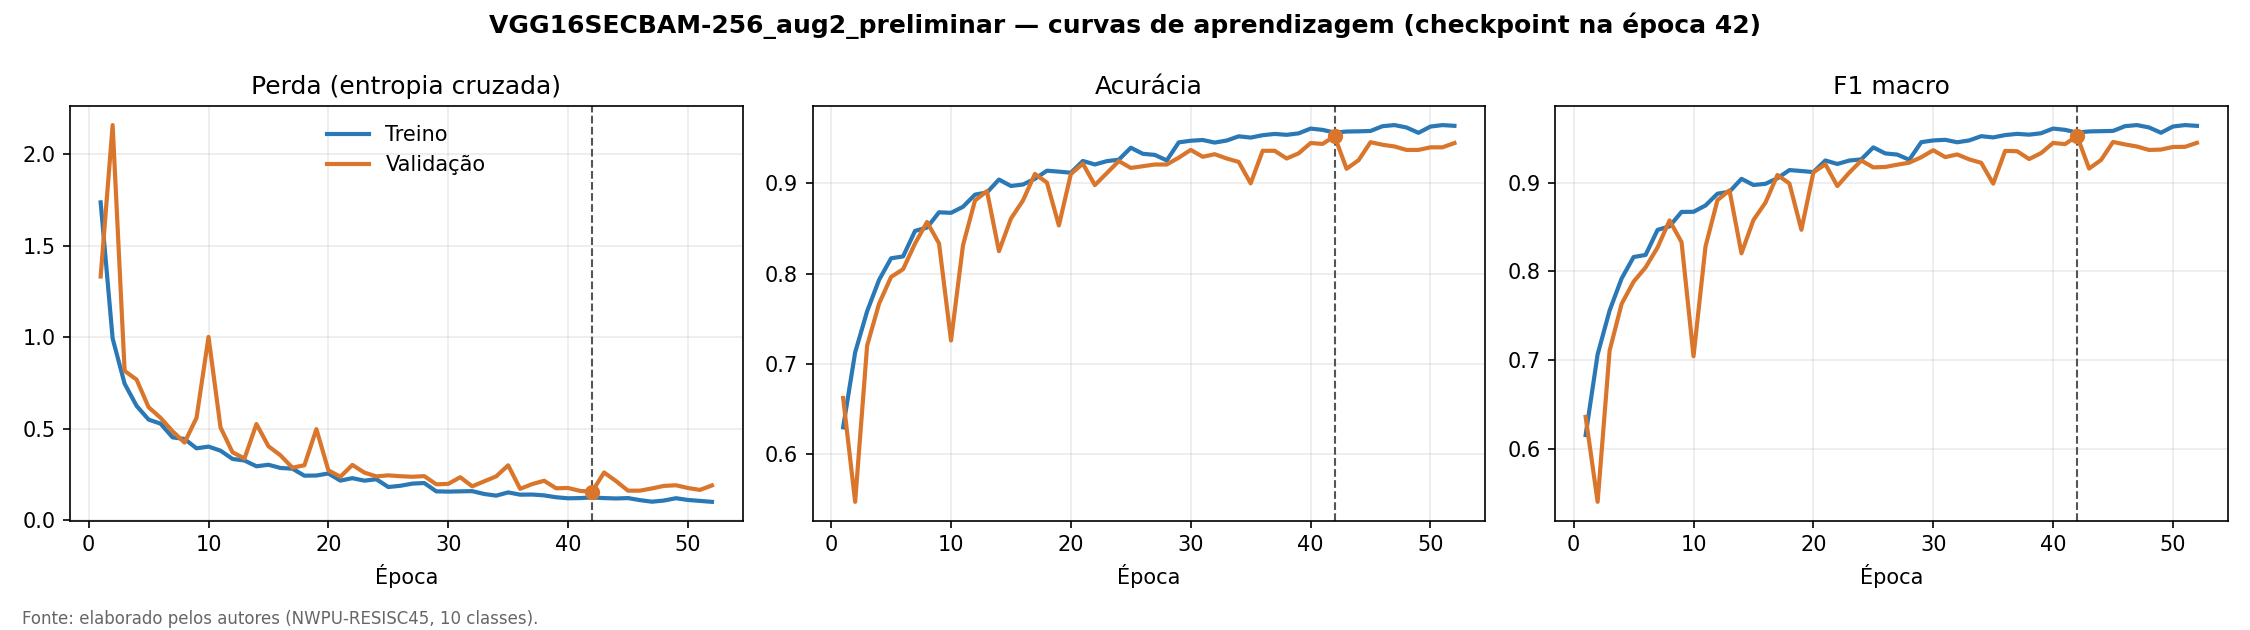 VGG16SECBAM-256_aug2_preliminar — curvas de aprendizagem (checkpoint na época 42)
Perda (entropia cruzada)
Treino
Validação
2.0
1.5
1.0
0.5
0.0
0 10 20 30 40 50
Época
Acurácia
0.9
0.8
0.7
0.6
0 10 20 30 40 50
Época
F1 macro
0.9
0.8
0.7
0.6
0 10 20 30 40 50
Época
Fonte: elaborado pelos autores (NWPU-RESISC45, 10 classes).